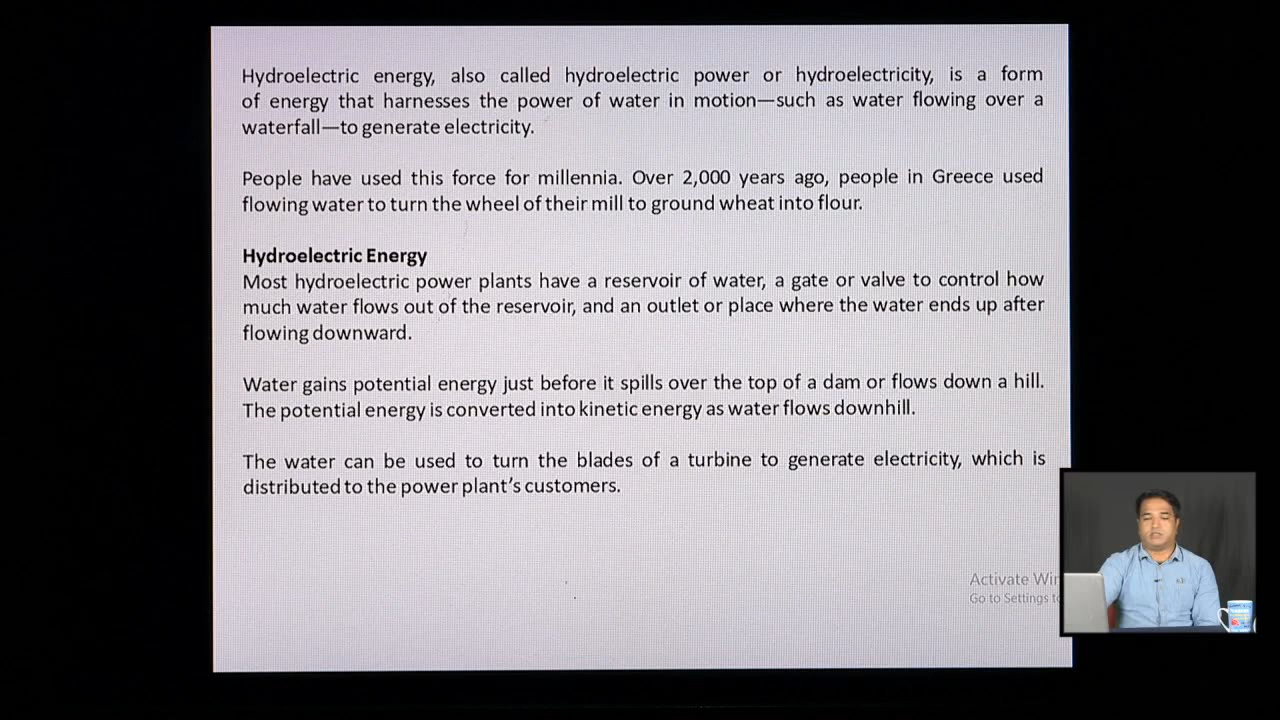 Hydroelectric energy, also called hydroelectric power or hydroelectricity, is a form
of energy that harnesses the power of water in motion—such as water flowing over a
waterfall—to generate electricity.
People have used this force for millennia. Over 2,000 years ago, people in Greece used
flowing water to turn the wheel of their mill to ground wheat into flour.
Hydroelectric Energy
Most hydroelectric power plants have a reservoir of water, a gate or valve to control how
much water flows out of the reservoir, and an outlet or place where the water ends up after
flowing downward.
Water gains potential energy just before it spills over the top of a dam or flows down a hill.
The potential energy is converted into kinetic energy as water flows downhill.
The water can be used to turn the blades of a turbine to generate electricity, which is
distributed to the power plant's customers.
Activate Win
Go to Settings to